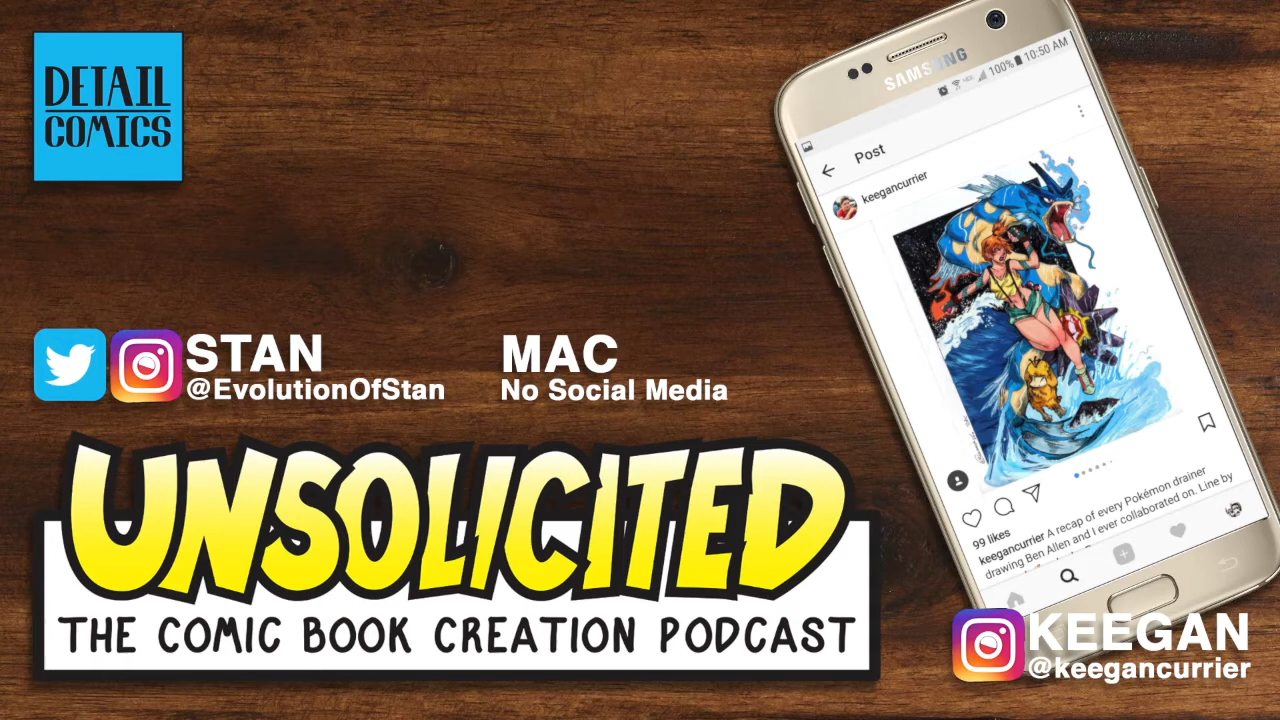 DETAIL
COMICS
STAN
@EvolutionOfStan
MAC
No Social Media
UNSOLICITED
THE COMIC BOOK CREATION PODCAST
SAMSUNG
100% 10:50 AM
Post
keegancurrier
99 likes
keegancurrier A recap of every Pokémon drainer
drawing Ben Allen and I ever collaborated on. Line by
KEEGAN
@keegancurrier